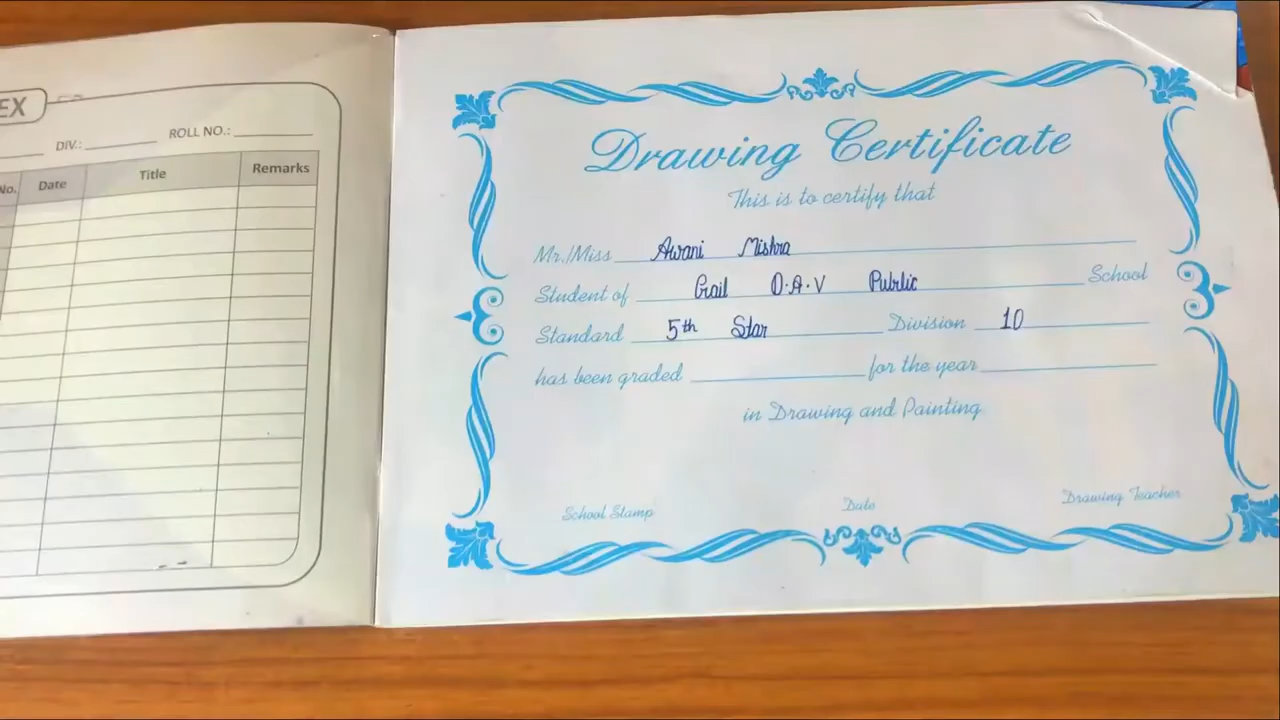 EX
DIV.: ROLL NO.:
No. Date Title Remarks
Drawing Certificate
This is to certify that
Mr./Miss Awani Mishra
Student of Gail D.A.V Public School
Standard 5th Star Division 10
has been graded for the year
in Drawing and Painting
School Stamp Date Drawing Teacher